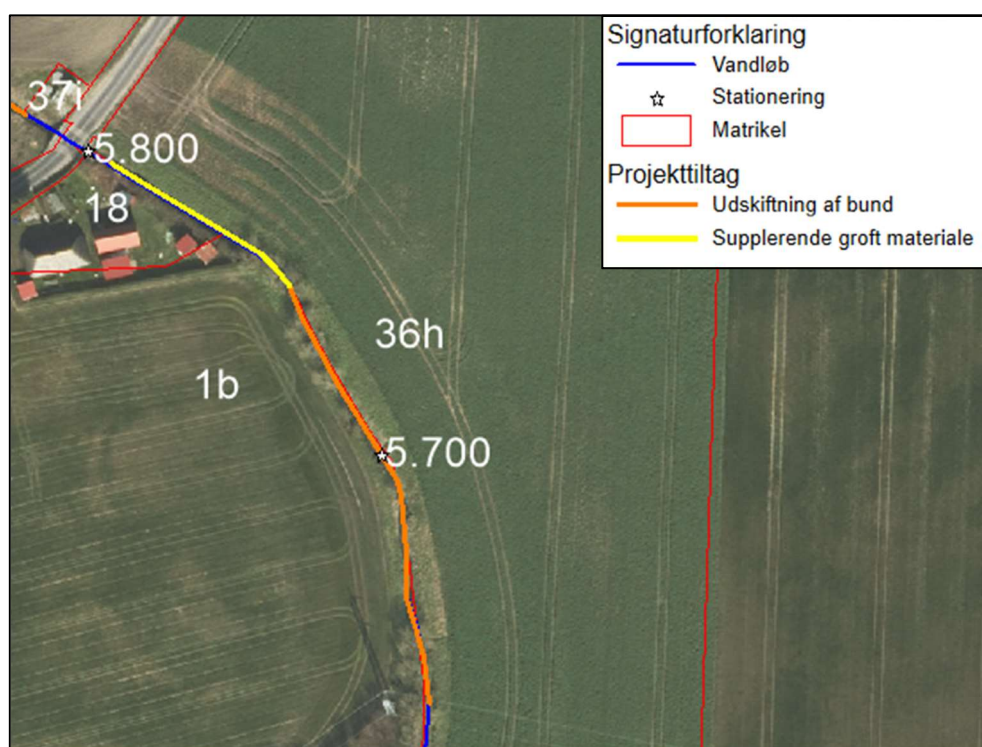 Signaturforklaring
Vandløb
Stationering
Matrikel
Projekttiltag
Udskiftning af bund
Supplerende groft materiale
37i
5.800
18
36h
1b
5.700